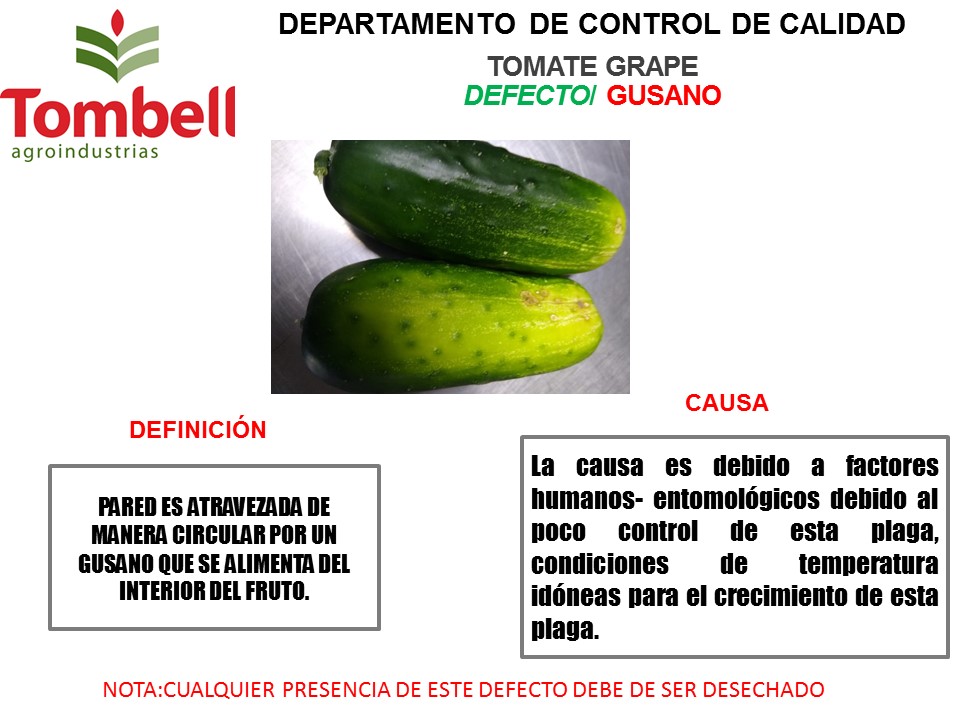 Tombell
agroindustrias
DEPARTAMENTO DE CONTROL DE CALIDAD
TOMATE GRAPE
DEFECTO/ GUSANO
CAUSA
DEFINICIÓN
PARED ES ATRAVEZADA DE
MANERA CIRCULAR POR UN
GUSANO QUE SE ALIMENTA DEL
INTERIOR DEL FRUTO.
La causa es debido a factores
humanos- entomológicos debido al
poco control de esta plaga,
condiciones de temperatura
idóneas para el crecimiento de esta
plaga.
NOTA:CUALQUIER PRESENCIA DE ESTE DEFECTO DEBE DE SER DESECHADO